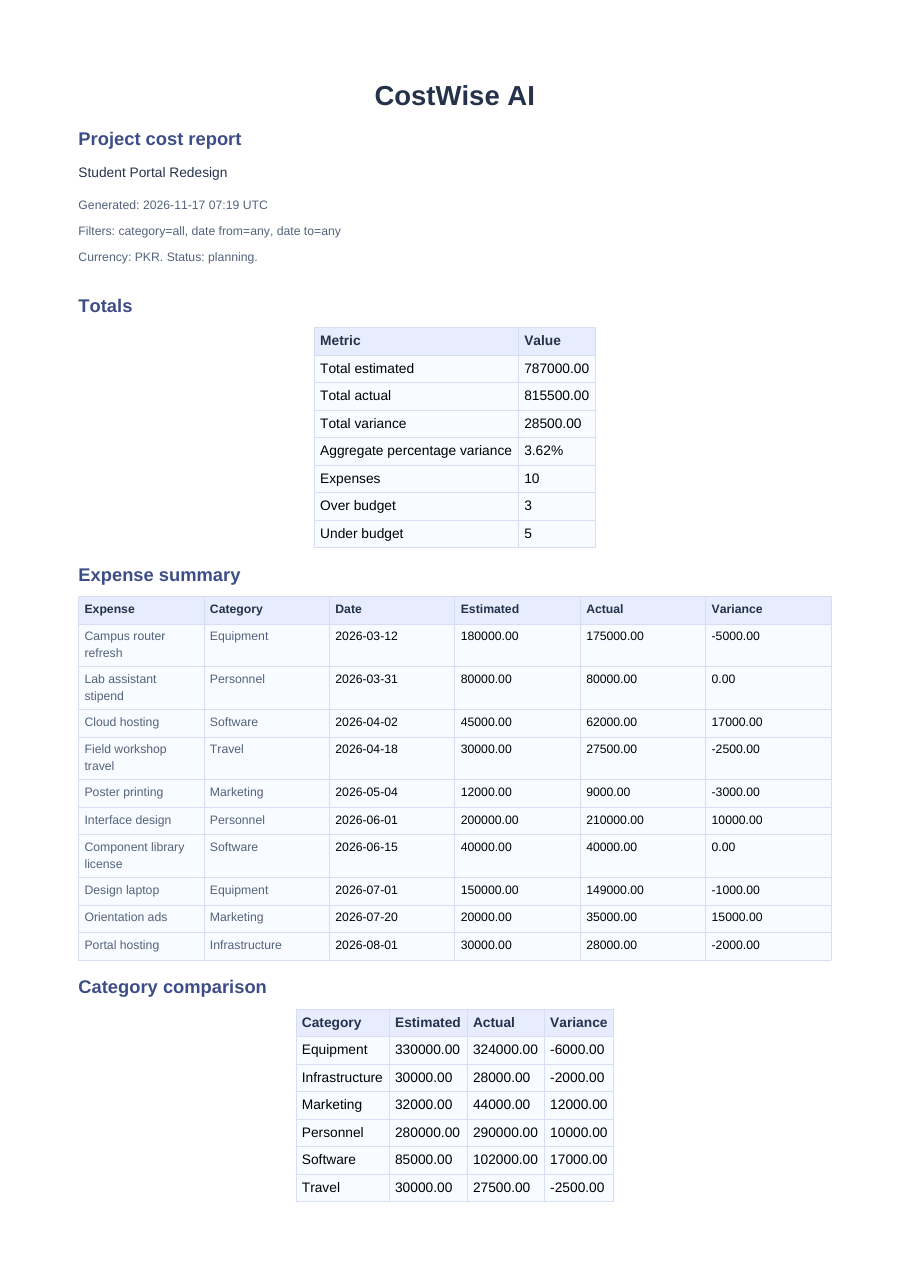 CostWise AI
Project cost report
Student Portal Redesign
Generated: 2026-11-17 07:19 UTC
Filters: category=all, date from=any, date to=any
Currency: PKR. Status: planning.
Totals
Metric Value
Total estimated 787000.00
Total actual 815500.00
Total variance 28500.00
Aggregate percentage variance 3.62%
Expenses 10
Over budget 3
Under budget 5
Expense summary
Expense Category Date Estimated Actual Variance
Campus router Equipment 2026-03-12 180000.00 175000.00 -5000.00
refresh
Lab assistant Personnel 2026-03-31 80000.00 80000.00 0.00
stipend
Cloud hosting Software 2026-04-02 45000.00 62000.00 17000.00
Field workshop Travel 2026-04-18 30000.00 27500.00 -2500.00
travel
Poster printing Marketing 2026-05-04 12000.00 9000.00 -3000.00
Interface design Personnel 2026-06-01 200000.00 210000.00 10000.00
Component library Software 2026-06-15 40000.00 40000.00 0.00
license
Design laptop Equipment 2026-07-01 150000.00 149000.00 -1000.00
Orientation ads Marketing 2026-07-20 20000.00 35000.00 15000.00
Portal hosting Infrastructure 2026-08-01 30000.00 28000.00 -2000.00
Category comparison
Category Estimated Actual Variance
Equipment 330000.00 324000.00 -6000.00
Infrastructure 30000.00 28000.00 -2000.00
Marketing 32000.00 44000.00 12000.00
Personnel 280000.00 290000.00 10000.00
Software 85000.00 102000.00 17000.00
Travel 30000.00 27500.00 -2500.00